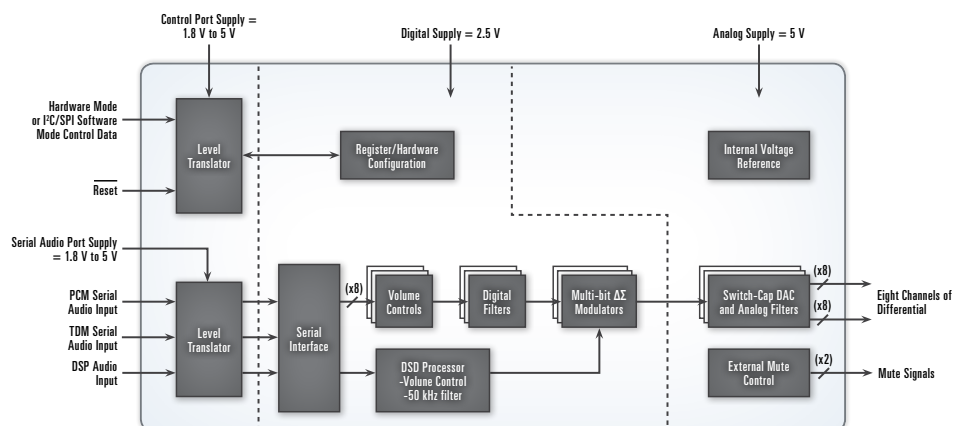 Control Port Supply =
1.8 V to 5 V
Digital Supply = 2.5 V
Analog Supply = 5 V
Hardware Mode
or I²C/SPI Software
Mode Control Data
Reset
Level
Translator
Register/Hardware
Configuration
Internal Voltage
Reference
Serial Audio Port Supply
= 1.8 V to 5 V
PCM Serial
Audio Input
TDM Serial
Audio Input
DSP Audio
Input
Level
Translator
Serial
Interface
(x8)
Volume
Controls
Digital
Filters
Multi-bit ΔΣ
Modulators
Switch-Cap DAC
and Analog Filters
(x8)
(x8)
Eight Channels of
Differential
DSD Processor
-Volune Control
-50 kHz filter
External Mute
Control
(x2)
Mute Signals